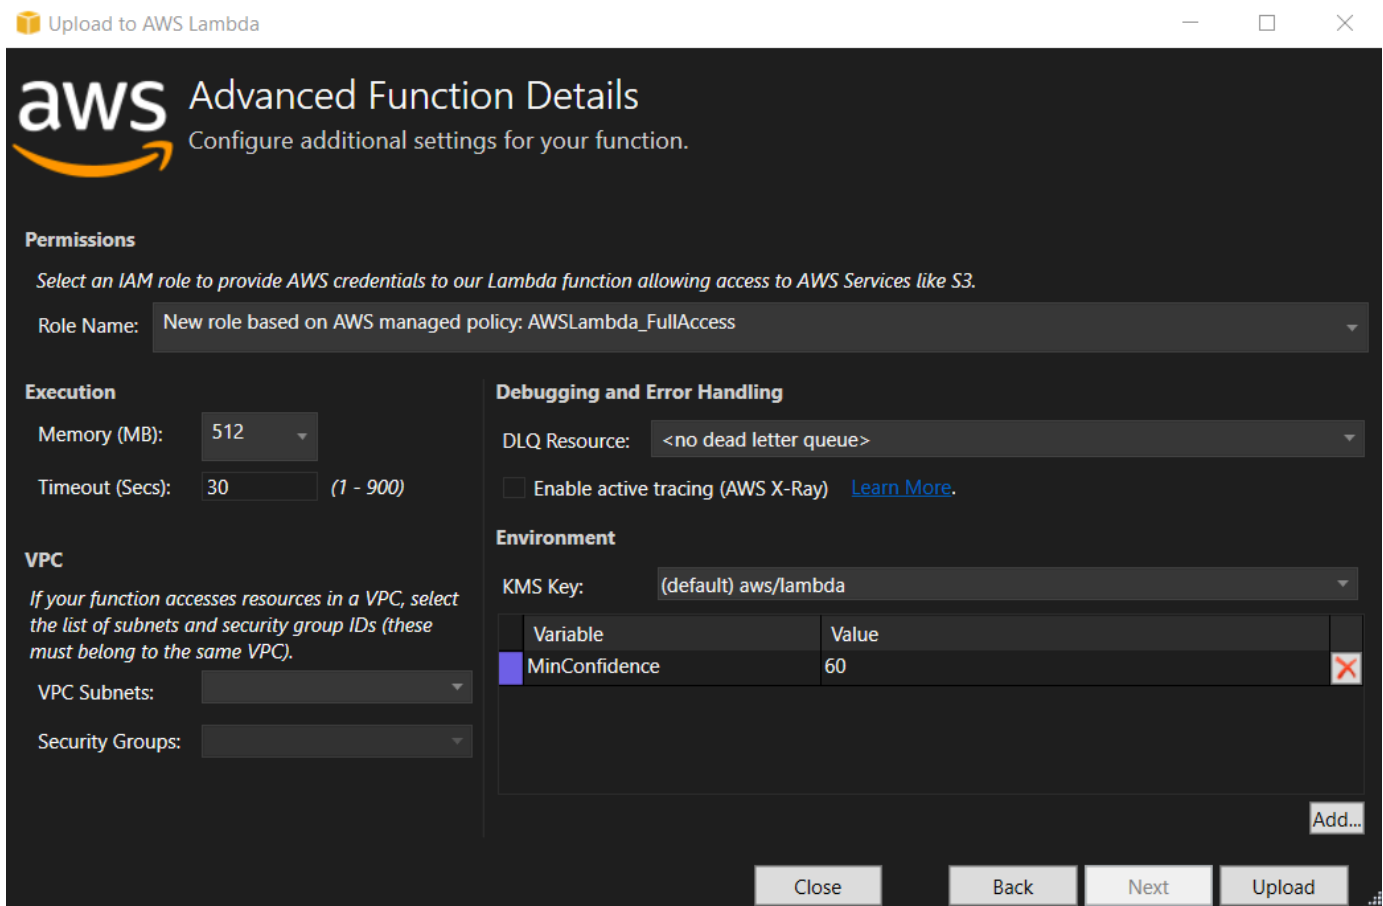 Upload to AWS Lambda
aws
Advanced Function Details
Configure additional settings for your function.
Permissions
Select an IAM role to provide AWS credentials to our Lambda function allowing access to AWS Services like S3.
Role Name: New role based on AWS managed policy: AWSLambda_FullAccess
Execution
Memory (MB): 512
Timeout (Secs): 30 (1 - 900)
VPC
If your function accesses resources in a VPC, select
the list of subnets and security group IDs (these
must belong to the same VPC).
VPC Subnets:
Security Groups:
Debugging and Error Handling
DLQ Resource: <no dead letter queue>
Enable active tracing (AWS X-Ray) Learn More.
Environment
KMS Key: (default) aws/lambda
Variable Value
MinConfidence 60
Add...
Close Back Next Upload